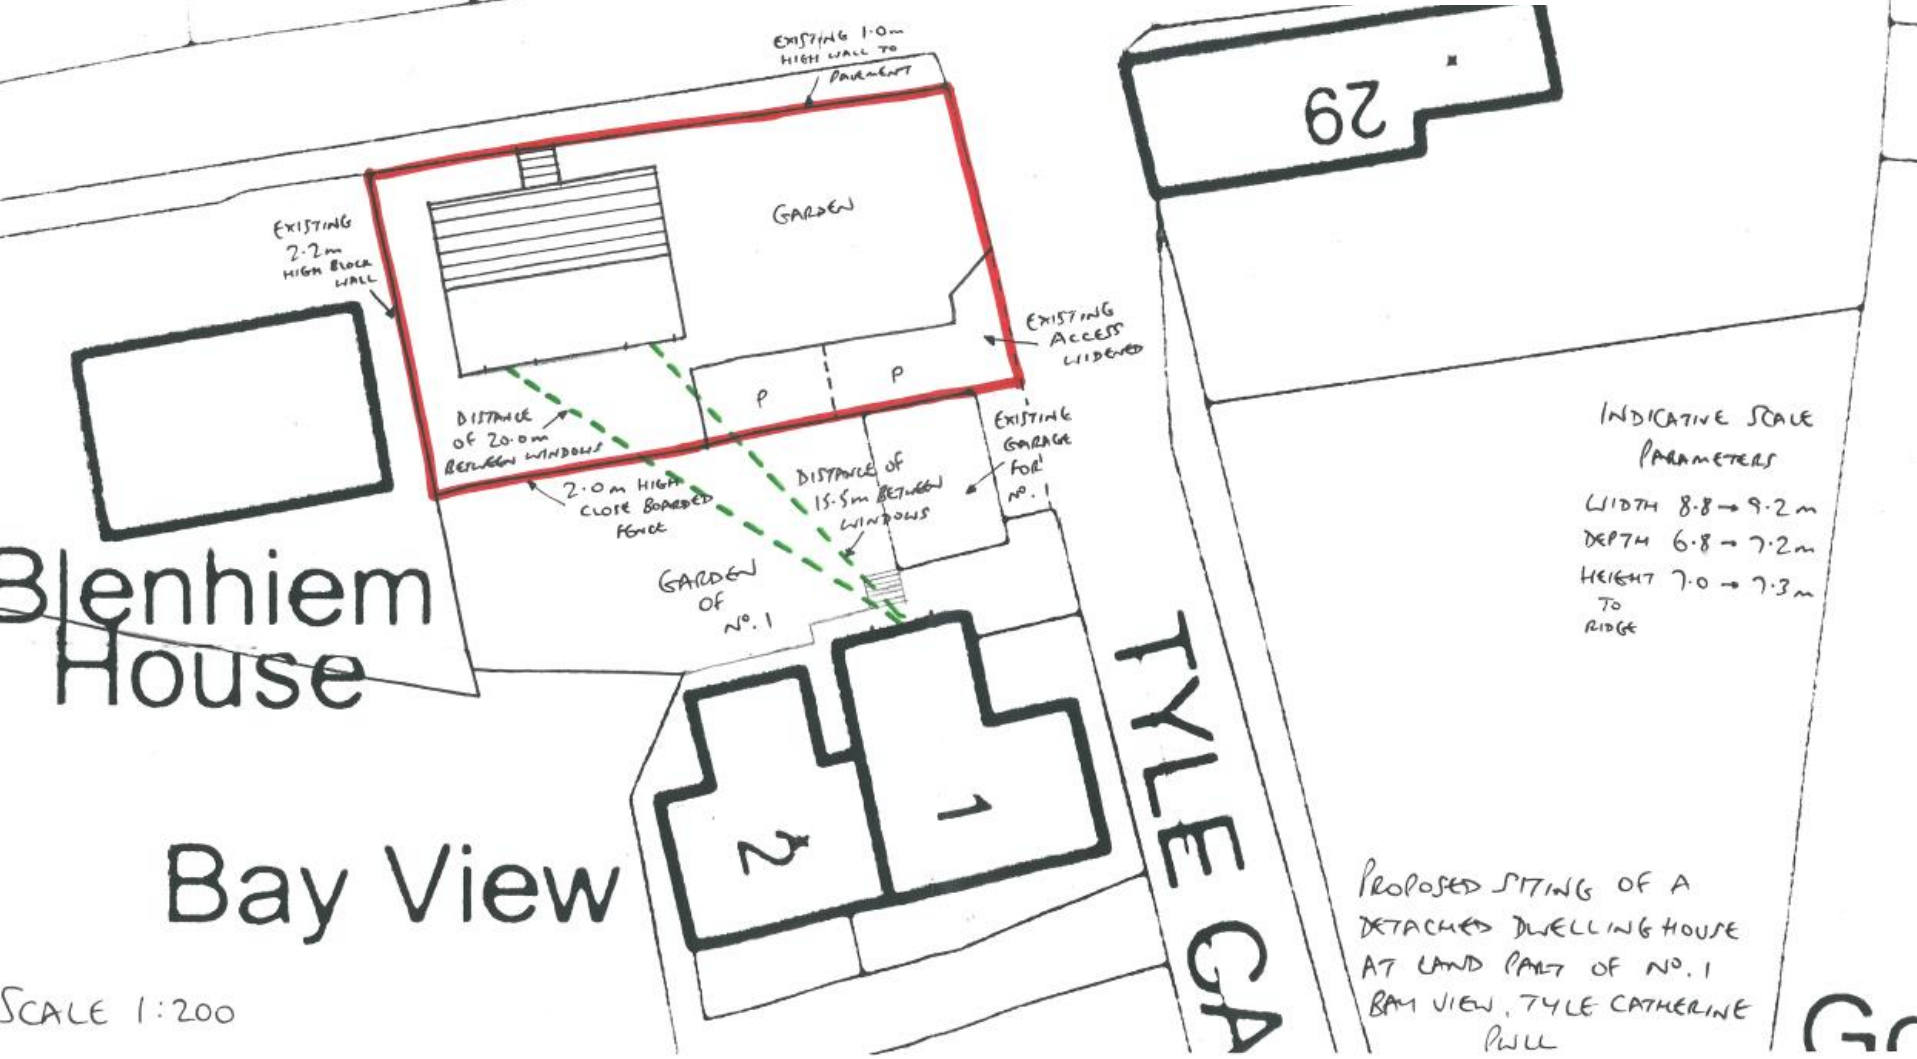 EXISTING 1.0m
HIGH WALL TO
PAVEMENT
29
GARDEN
EXISTING
2.2m
HIGH BLOCK
WALL
EXISTING
ACCESS
WIDENED
P
P
DISTANCE
OF 20.0m
BETWEEN WINDOWS
EXISTING
GARAGE
FOR
No. 1
DISTANCE OF
15.5m BETWEEN
WINDOWS
2.0m HIGH
CLOSE BOARDED
FENCE
INDICATIVE SCALE
PARAMETERS
WIDTH 8.8→9.2m
DEPTH 6.8→7.2m
HEIGHT 7.0→7.3m
TO
RIDGE
GARDEN
OF
No. 1
Blenhiem
House
TYLE CA
1
2
Bay View
PROPOSED SITING OF A
DETACHED DWELLING HOUSE
AT LAND PART OF No. 1
BAY VIEW, TYLE CATHERINE
PWLL
SCALE 1:200